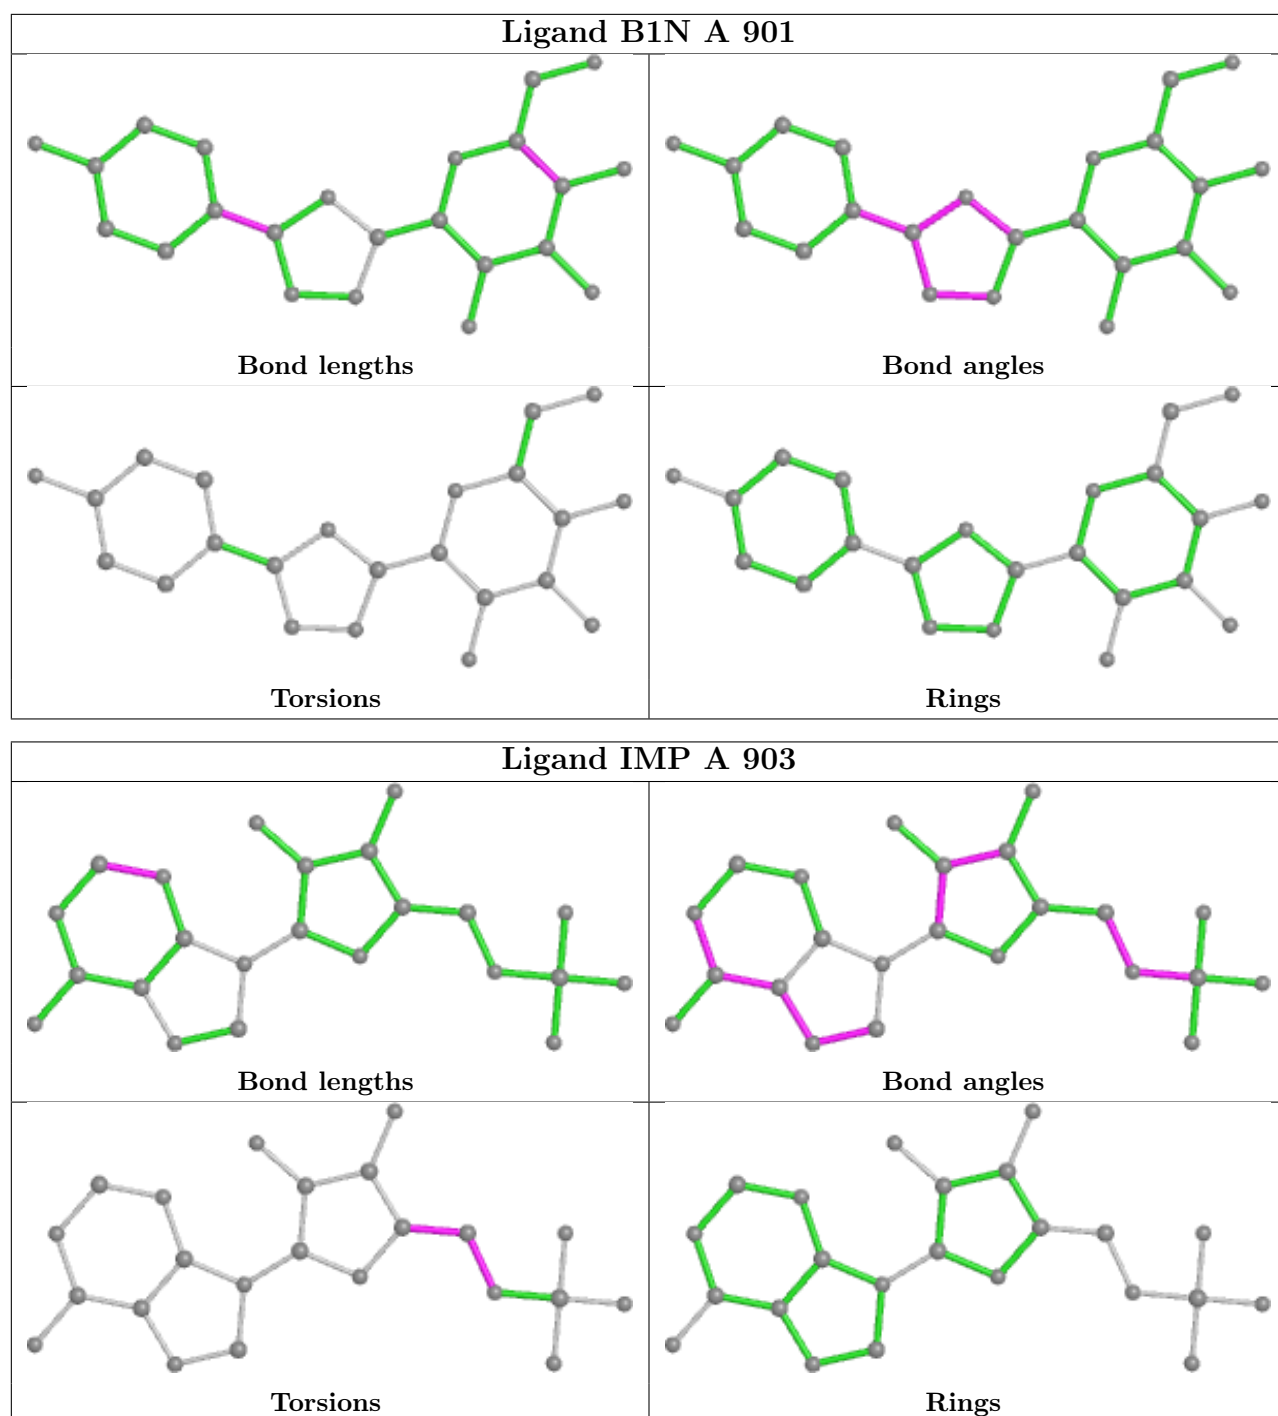 Ligand B1N A 901
Bond lengths
Bond angles
Torsions
Rings
Ligand IMP A 903
Bond lengths
Bond angles
Torsions
Rings